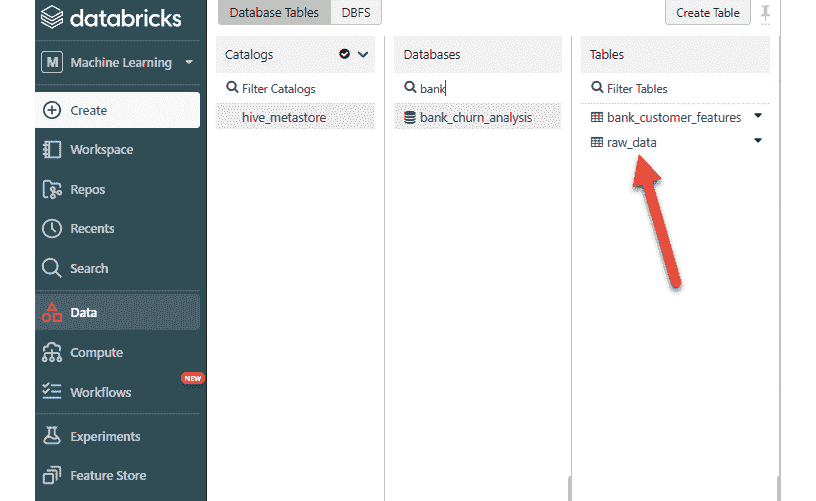 databricks
M Machine Learning
Create
Workspace
Repos
Recents
Search
Data
Compute
NEW
Workflows
Experiments
Feature Store
Database Tables DBFS
Create Table
Catalogs
Filter Catalogs
hive_metastore
Databases
bank
bank_churn_analysis
Tables
Filter Tables
bank_customer_features
raw_data